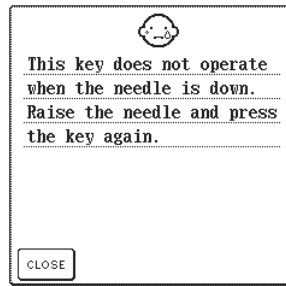 This key does not operate
when the needle is down.
Raise the needle and press
the key again.
CLOSE